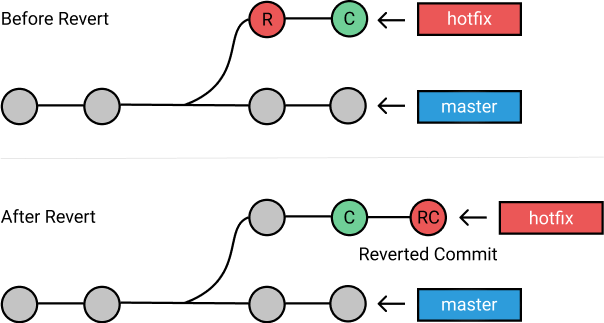 Before Revert
R
C
hotfix
master
After Revert
C
RC
hotfix
Reverted Commit
master